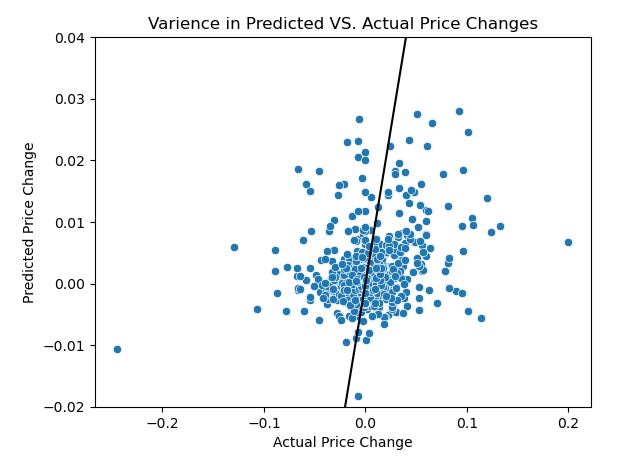 Varience in Predicted VS. Actual Price Changes
0.04
0.03
0.02
0.01
0.00
−0.01
−0.02
Predicted Price Change
−0.2 −0.1 0.0 0.1 0.2
Actual Price Change